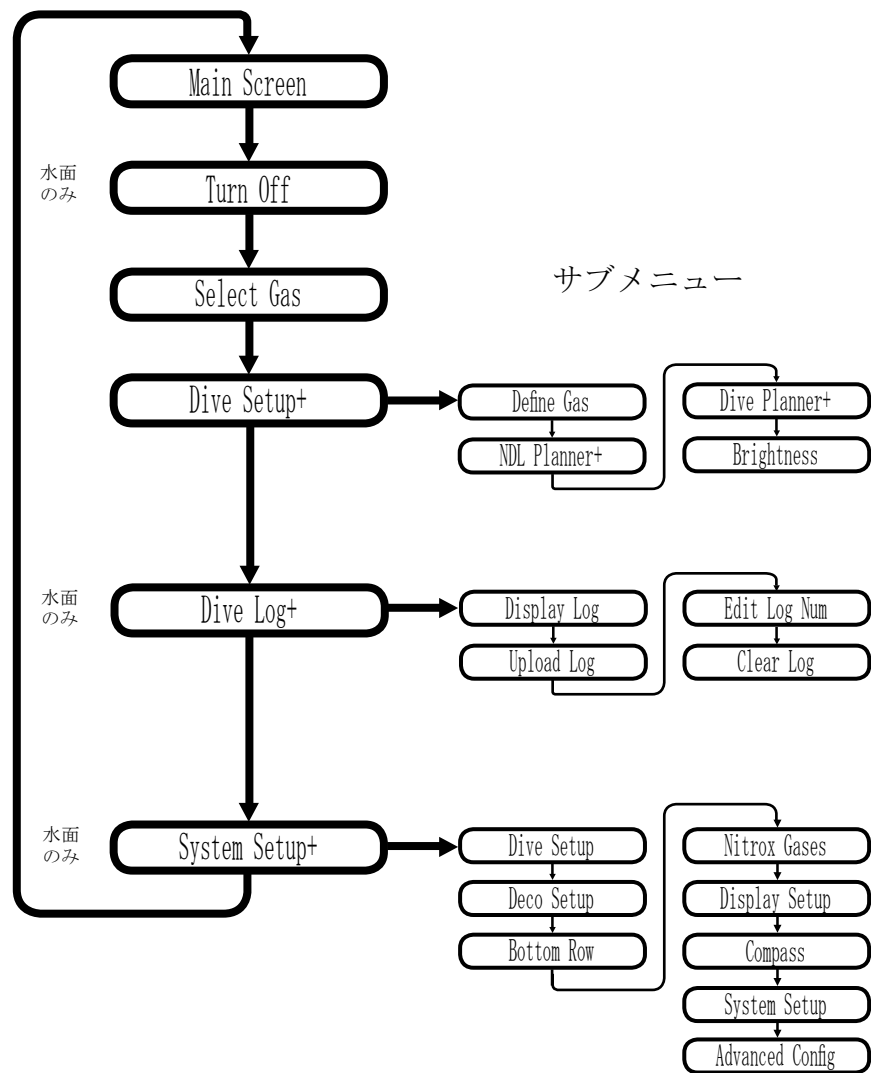 Main Screen
水面
のみ
Turn Off
Select Gas
サブメニュー
Dive Setup+
Define Gas
NDL Planner+
Dive Planner+
Brightness
水面
のみ
Dive Log+
Display Log
Upload Log
Edit Log Num
Clear Log
水面
のみ
System Setup+
Dive Setup
Deco Setup
Bottom Row
Nitrox Gases
Display Setup
Compass
System Setup
Advanced Config